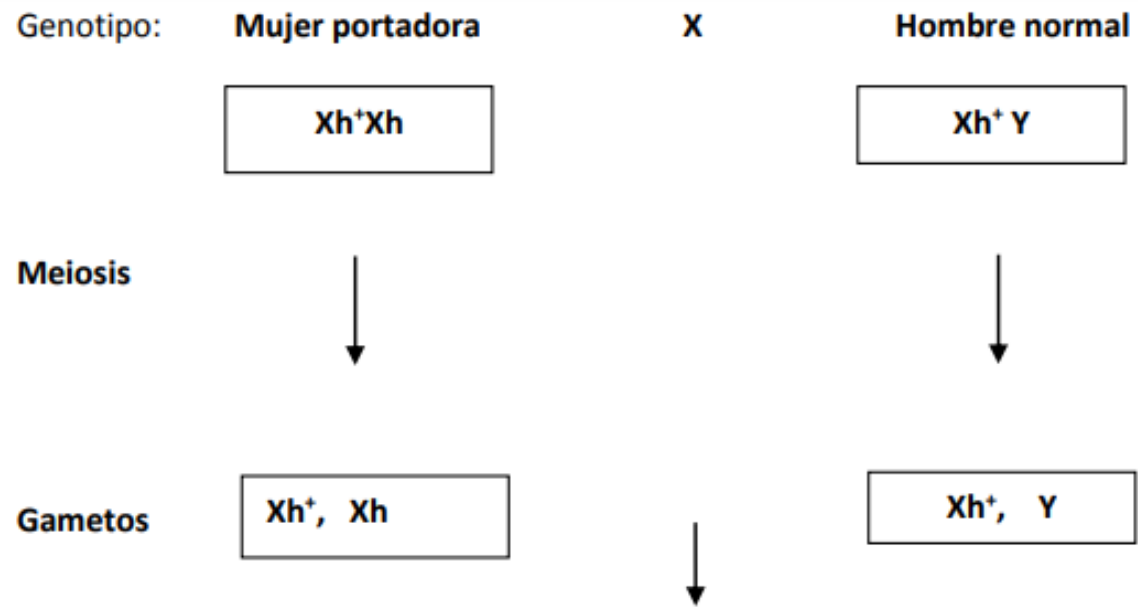 Genotipo: Mujer portadora X Hombre normal
Xh⁺Xh Xh⁺ Y
Meiosis
Gametos Xh⁺, Xh Xh⁺, Y